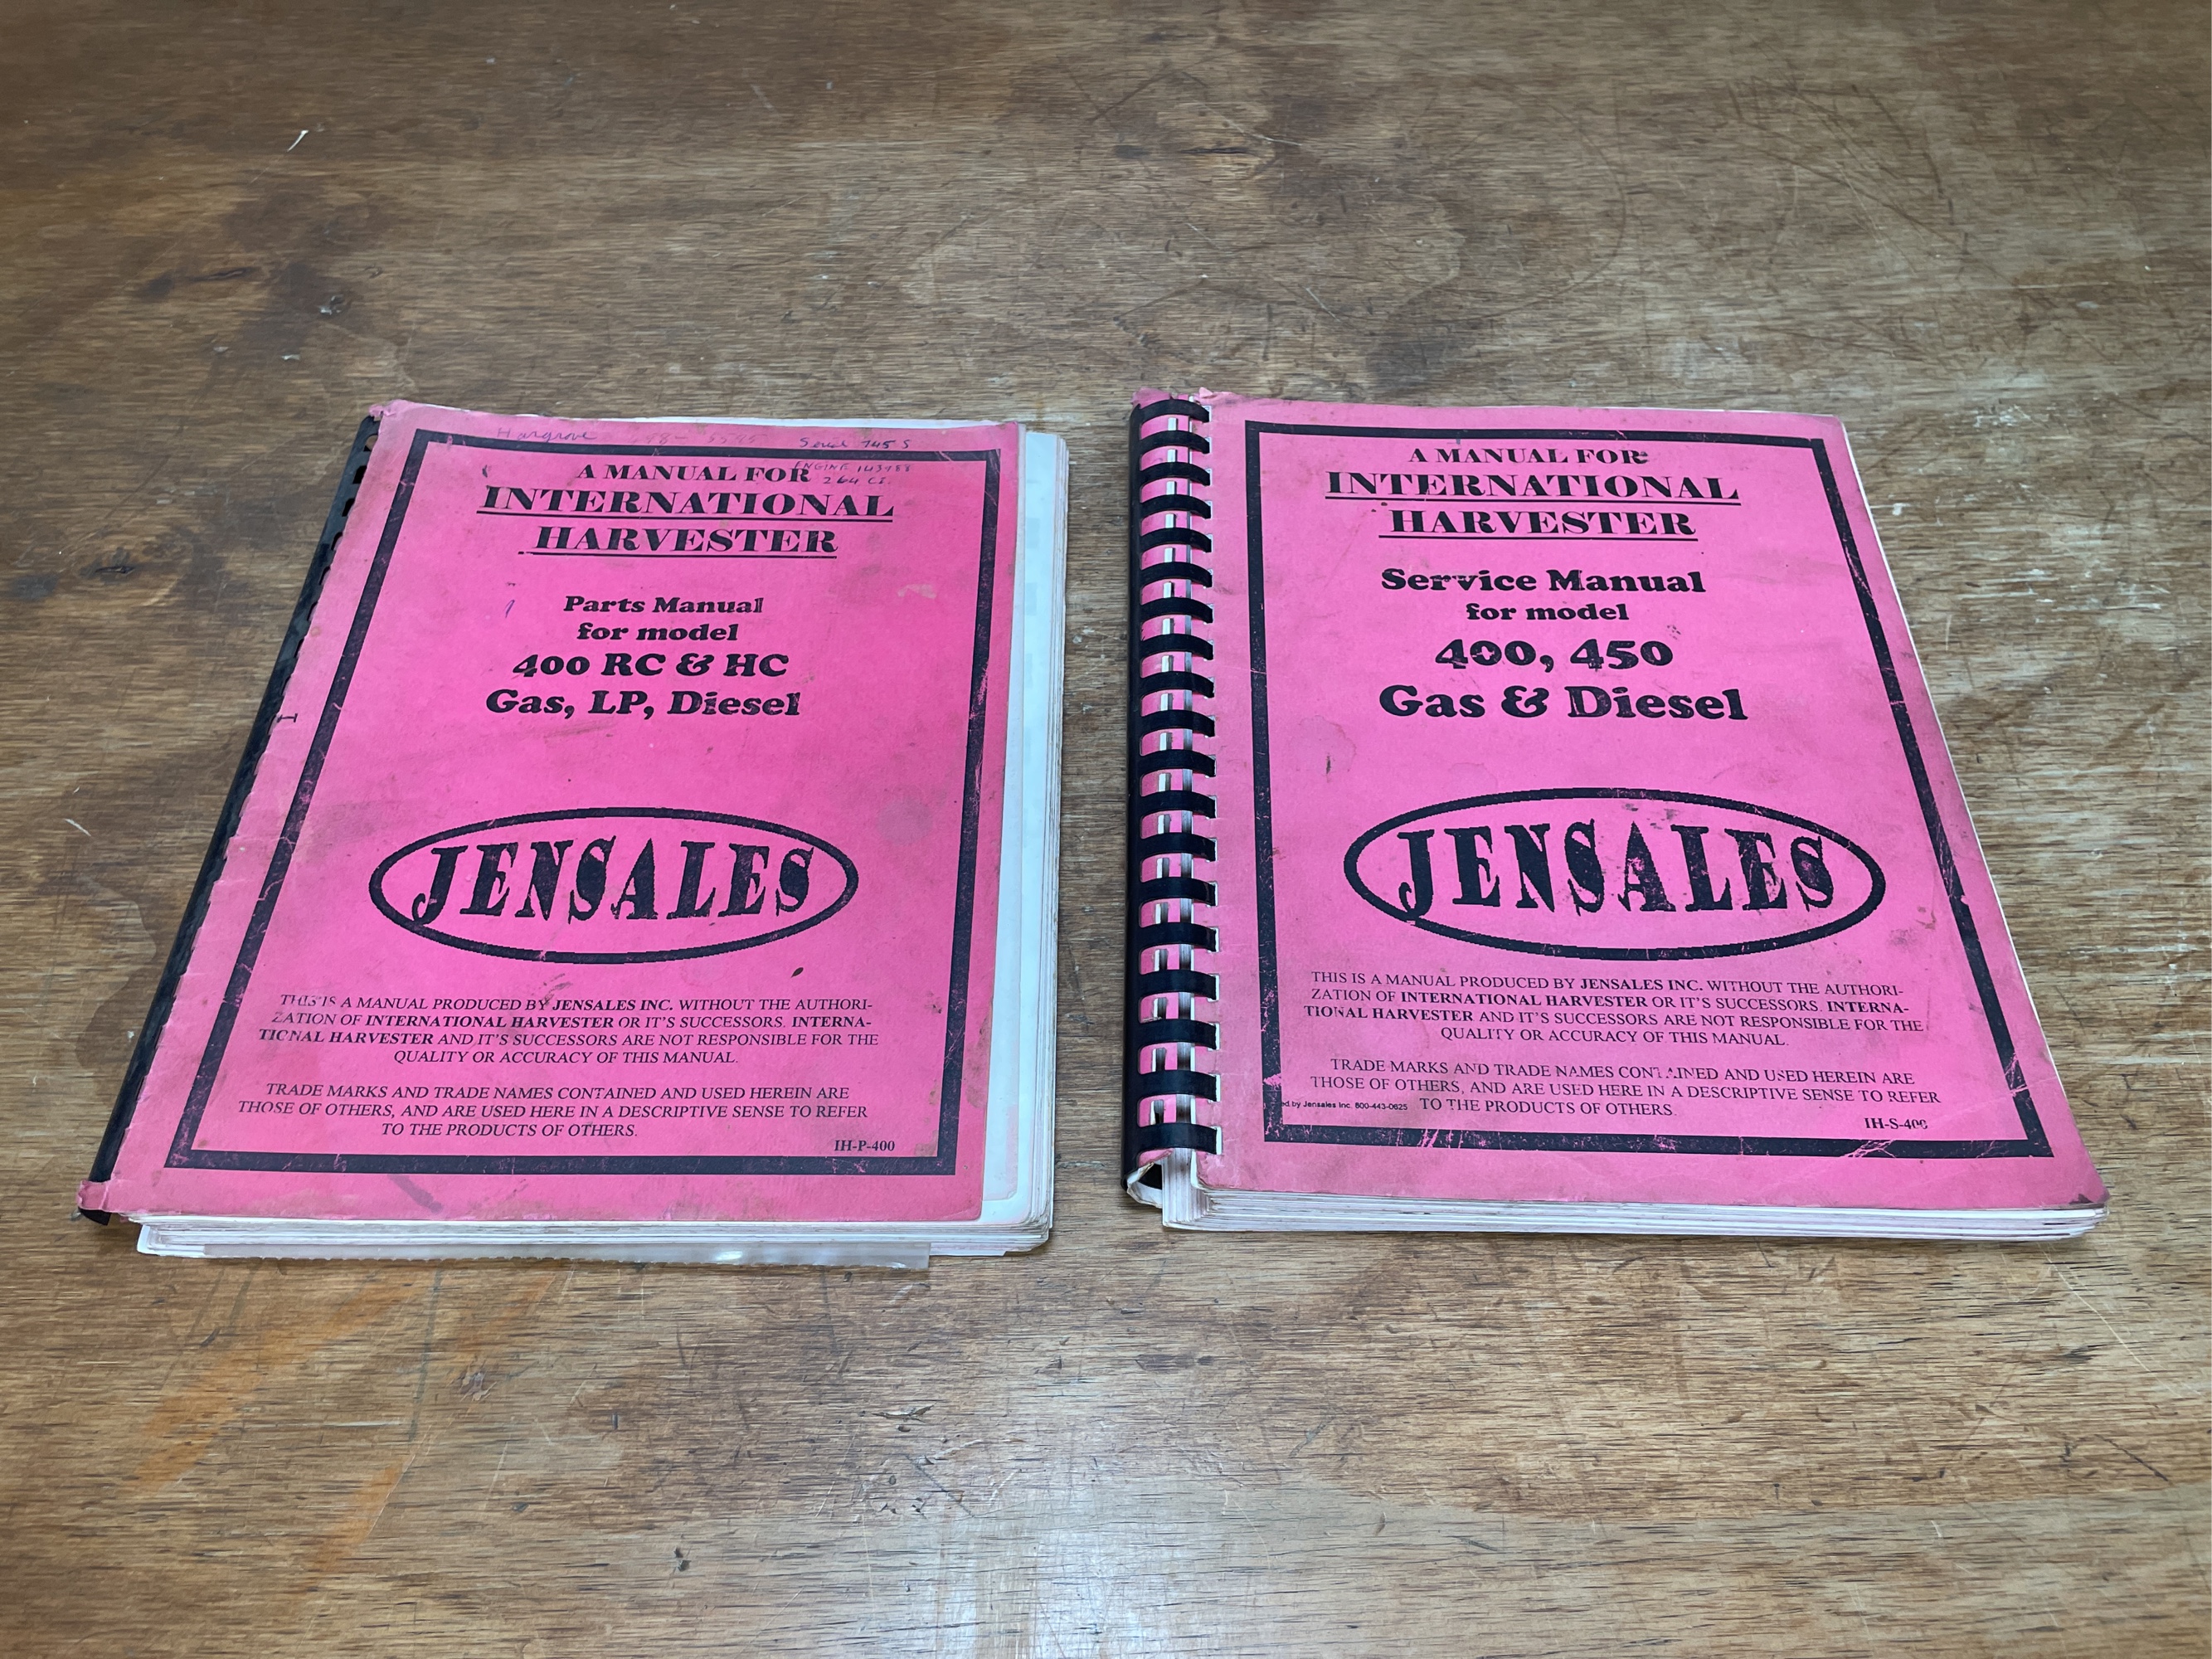 Hargrove Serial 745 S
ENGINE
264 CI.
A MANUAL FOR
INTERNATIONAL
HARVESTER
Parts Manual
for model
400 RC & HC
Gas, LP, Diesel
JENSALES
THIS IS A MANUAL PRODUCED BY JENSALES INC. WITHOUT THE AUTHORI-
ZATION OF INTERNATIONAL HARVESTER OR IT'S SUCCESSORS. INTERNA-
TIONAL HARVESTER AND IT'S SUCCESSORS ARE NOT RESPONSIBLE FOR THE
QUALITY OR ACCURACY OF THIS MANUAL.
TRADE MARKS AND TRADE NAMES CONTAINED AND USED HEREIN ARE
THOSE OF OTHERS, AND ARE USED HERE IN A DESCRIPTIVE SENSE TO REFER
TO THE PRODUCTS OF OTHERS.
IH-P-400
A MANUAL FOR
INTERNATIONAL
HARVESTER
Service Manual
for model
400, 450
Gas & Diesel
JENSALES
THIS IS A MANUAL PRODUCED BY JENSALES INC. WITHOUT THE AUTHORI-
ZATION OF INTERNATIONAL HARVESTER OR IT'S SUCCESSORS. INTERNA-
TIONAL HARVESTER AND IT'S SUCCESSORS ARE NOT RESPONSIBLE FOR THE
QUALITY OR ACCURACY OF THIS MANUAL.
TRADE MARKS AND TRADE NAMES CONTAINED AND USED HEREIN ARE
THOSE OF OTHERS, AND ARE USED HERE IN A DESCRIPTIVE SENSE TO REFER
ed by Jensales Inc. 800-443-0625 TO THE PRODUCTS OF OTHERS.
IH-S-400